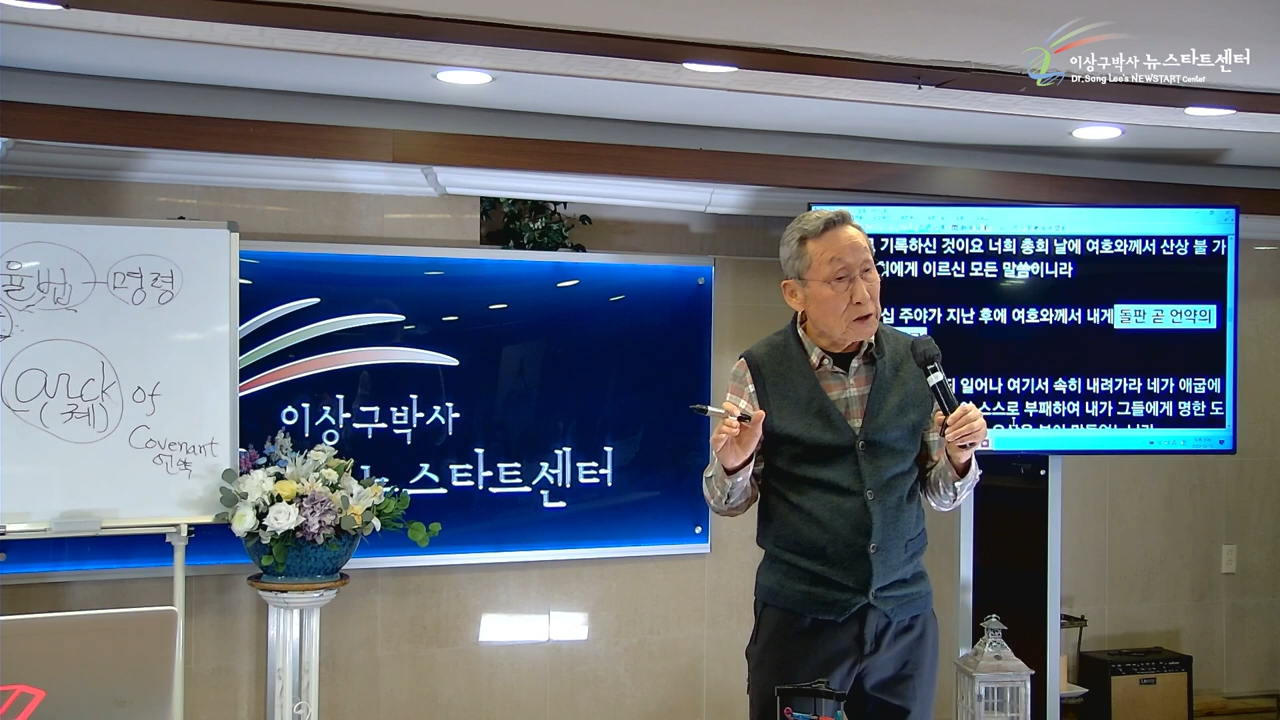 이상구박사 뉴스타트센터
Dr. Sang Lee's NEWSTART Center
율법 - 명령
Arck of
(궤)
Covenant
언약
이상구박사
뉴스타트센터
기록하신 것이요 너희 총회 날에 여호와께서 산상 불 가
에게 이르신 모든 말씀이니라
십 주야가 지난 후에 여호와께서 내게 돌판 곧 언약의
일어나 여기서 속히 내려가라 네가 애굽에
스스로 부패하여 내가 그들에게 명한 도